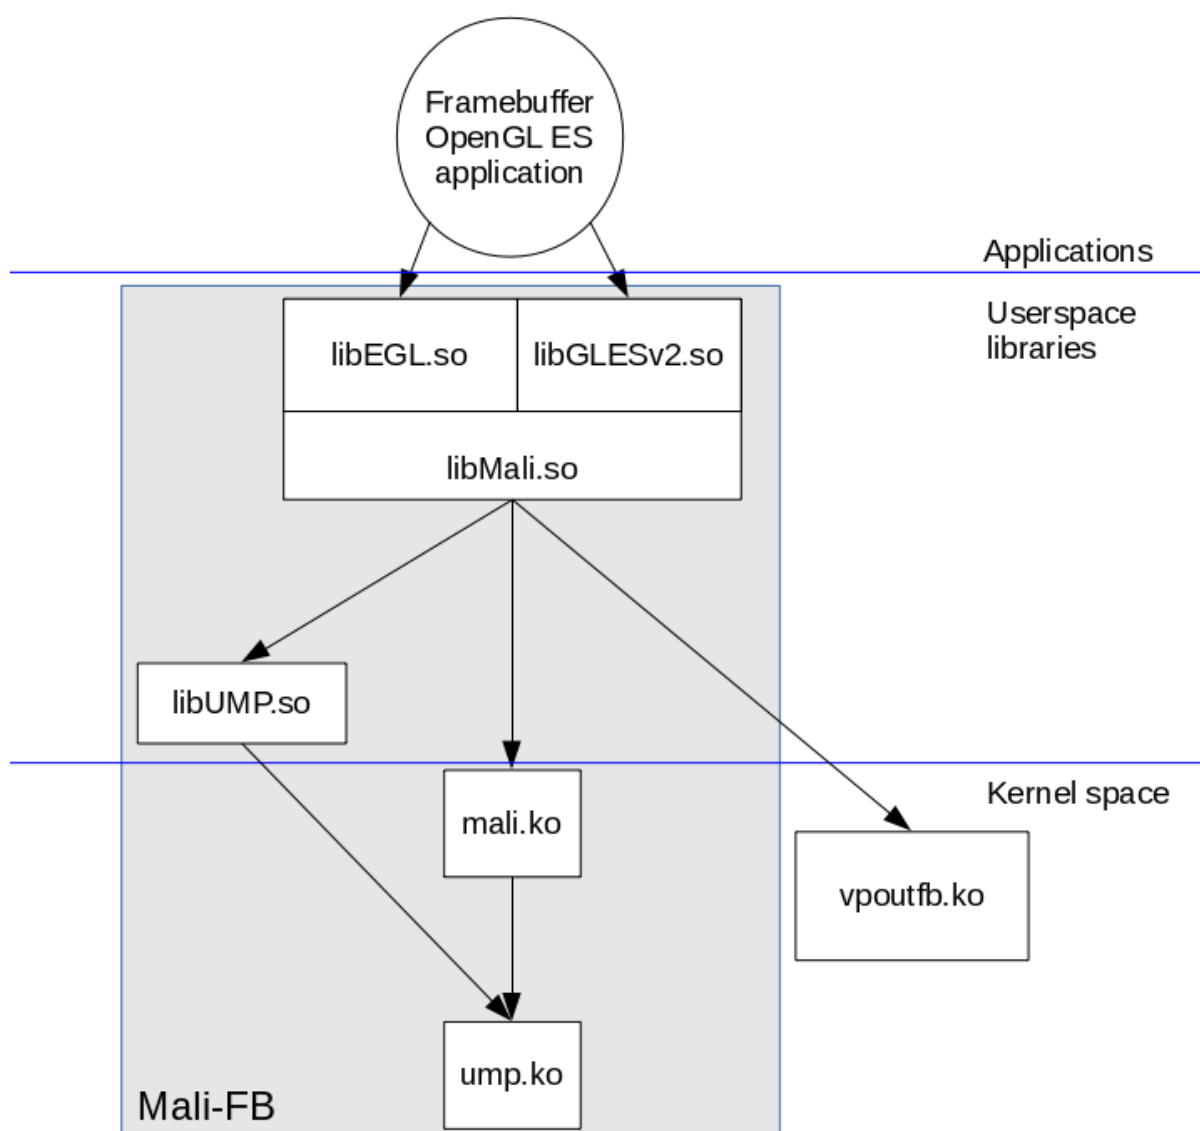 Framebuffer
OpenGL ES
application
Applications
Userspace
libraries
libEGL.so
libGLESv2.so
libMali.so
libUMP.so
Kernel space
mali.ko
vpoutfb.ko
ump.ko
Mali-FB